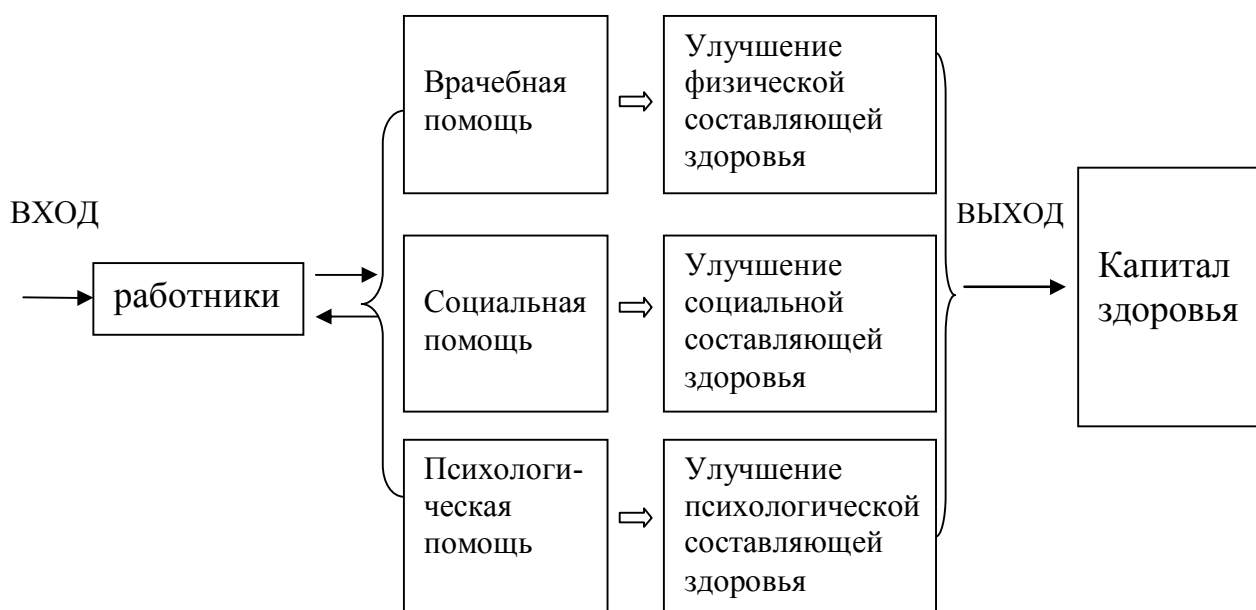 ВХОД
работники
Врачебная
помощь
Социальная
помощь
Психологи-
ческая
помощь
Улучшение
физической
составляющей
здоровья
Улучшение
социальной
составляющей
здоровья
Улучшение
психологической
составляющей
здоровья
ВЫХОД
Капитал
здоровья